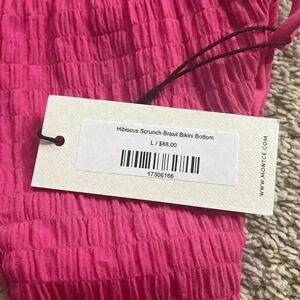 Hibiscus Scrunch Brasil Bikini Bottom
L / $88.00
17306166
WWW.MONTCE.COM